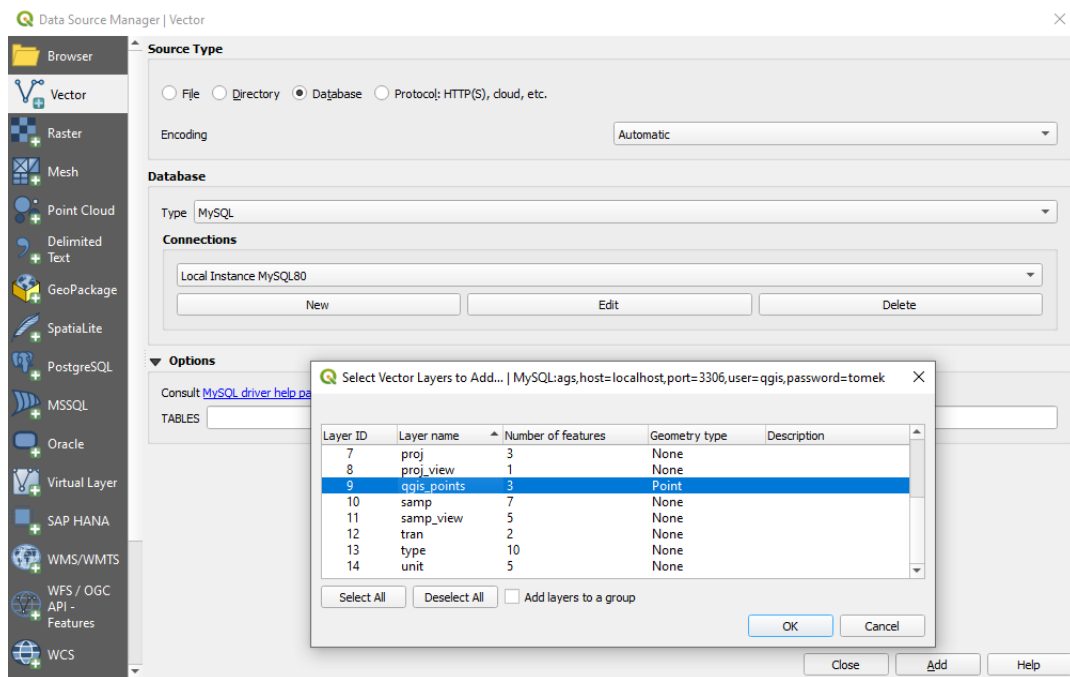 Data Source Manager | Vector
Browser
Vector
Raster
Mesh
Point Cloud
Delimited
Text
GeoPackage
SpatiaLite
PostgreSQL
MSSQL
Oracle
Virtual Layer
SAP HANA
WMS/WMTS
WFS / OGC
API -
Features
WCS
Source Type
File Directory Database Protocol: HTTP(S), cloud, etc.
Encoding Automatic
Database
Type MySQL
Connections
Local Instance MySQL80
New Edit Delete
Options
Consult MySQL driver help pa
TABLES
Select Vector Layers to Add... | MySQL:ags,host=localhost,port=3306,user=qgis,password=tomek
Layer ID Layer name Number of features Geometry type Description
7 proj 3 None
8 proj_view 1 None
9 qgis_points 3 Point
10 samp 7 None
11 samp_view 5 None
12 tran 2 None
13 type 10 None
14 unit 5 None
Select All Deselect All Add layers to a group
OK Cancel
Close Add Help